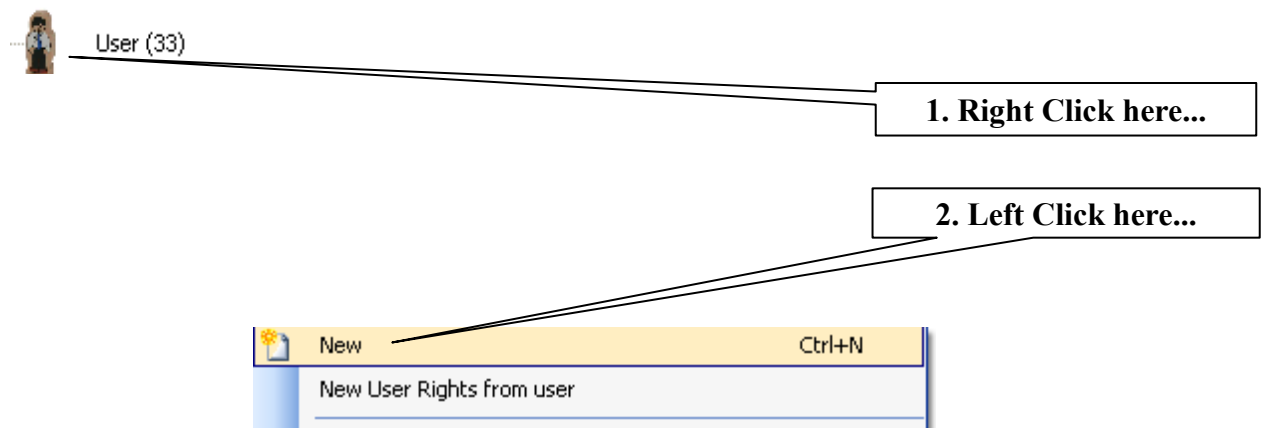 User (33)
1. Right Click here...
2. Left Click here...
New Ctrl+N
New User Rights from user